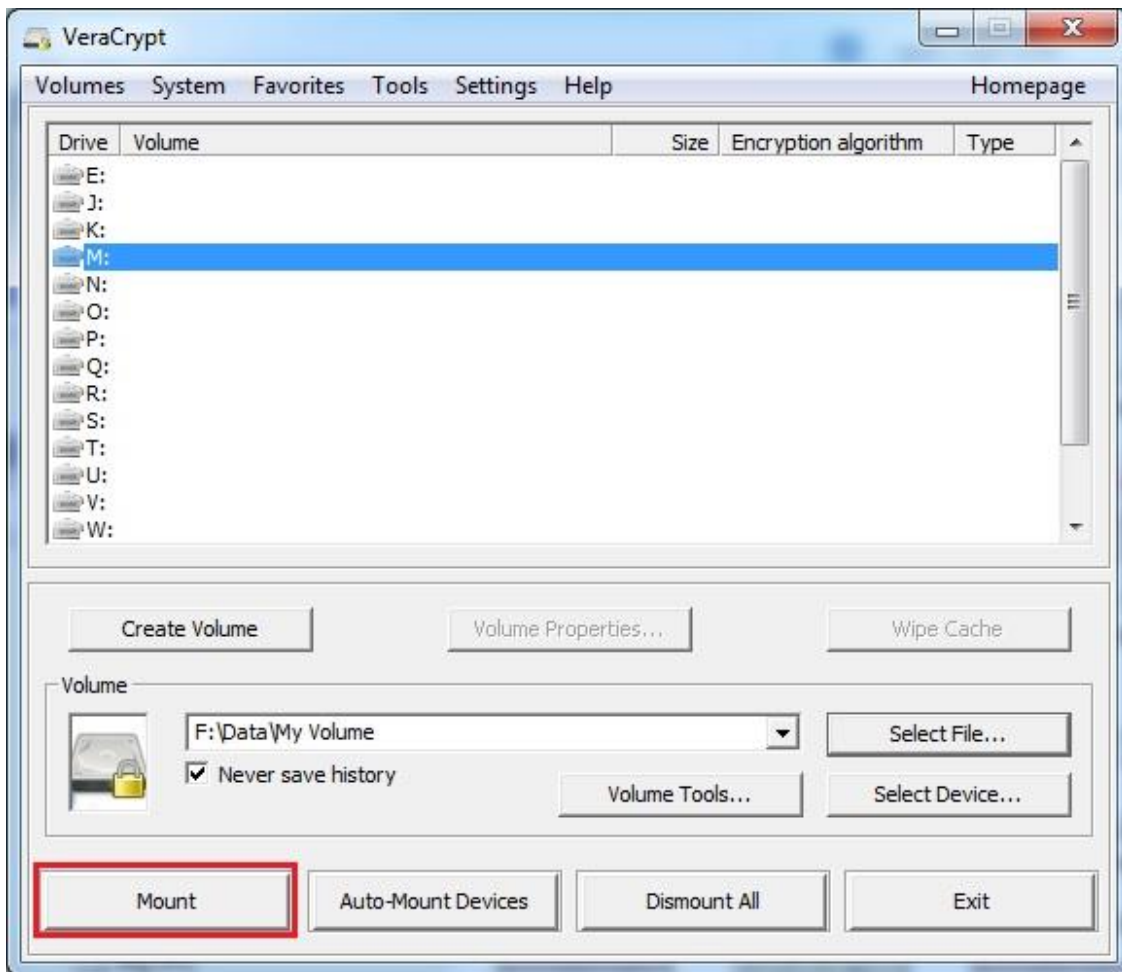 VeraCrypt
Volumes System Favorites Tools Settings Help Homepage
Drive Volume Size Encryption algorithm Type
E:
J:
K:
M:
N:
O:
P:
Q:
R:
S:
T:
U:
V:
W:
Create Volume Volume Properties... Wipe Cache
Volume
F:\Data\My Volume Select File...
Never save history
Volume Tools... Select Device...
Mount Auto-Mount Devices Dismount All Exit